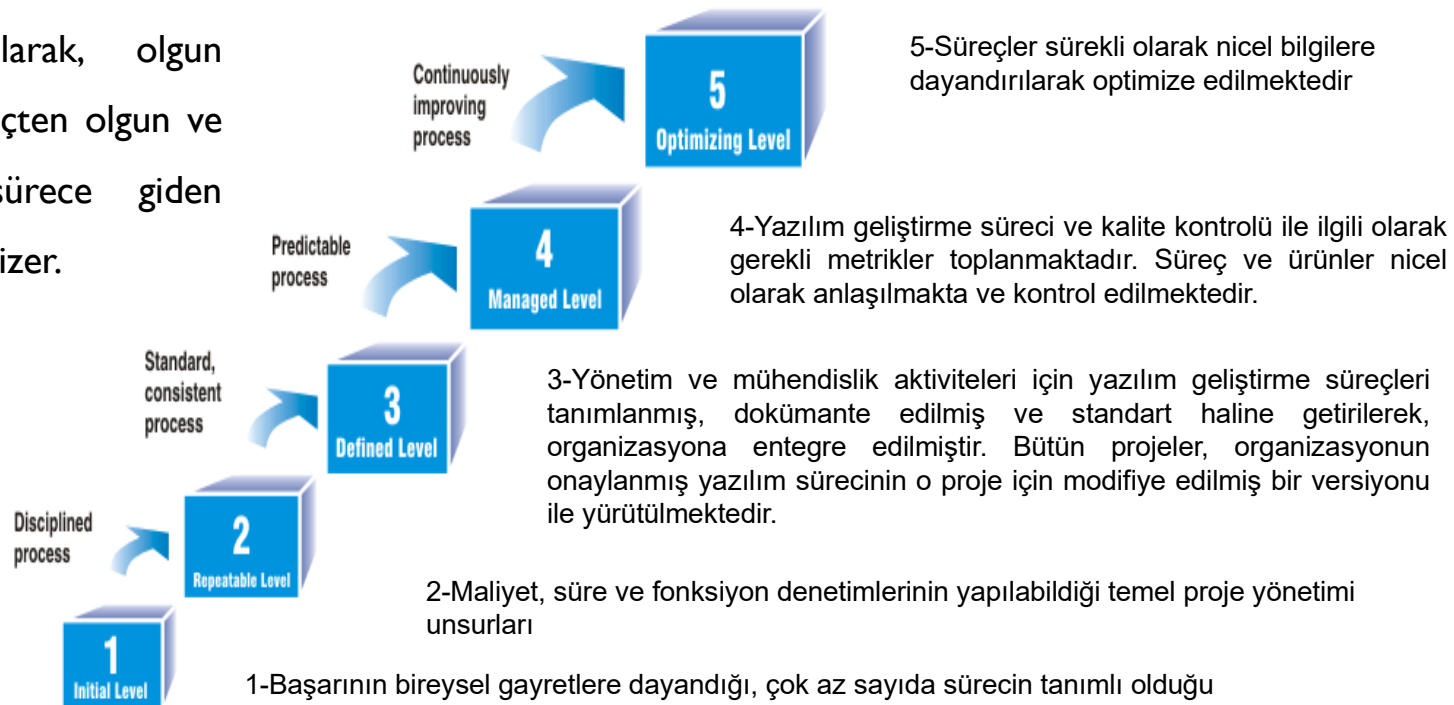 olgun
olgun ve
giden
5-Süreçler sürekli olarak nicel bilgilere
dayandırılarak optimize edilmektedir
Continuously
improving
process
5
Optimizing Level
4-Yazılım geliştirme süreci ve kalite kontrolü ile ilgili olarak
gerekli metrikler toplanmaktadır. Süreç ve ürünler nicel
olarak anlaşılmakta ve kontrol edilmektedir.
Predictable
process
4
Managed Level
3-Yönetim ve mühendislik aktiviteleri için yazılım geliştirme süreçleri
tanımlanmış, dokümante edilmiş ve standart haline getirilerek,
organizasyona entegre edilmiştir. Bütün projeler, organizasyonun
onaylanmış yazılım sürecinin o proje için modifiye edilmiş bir versiyonu
ile yürütülmektedir.
Standard,
consistent
process
3
Defined Level
Disciplined
process
2
Repeatable Level
2-Maliyet, süre ve fonksiyon denetimlerinin yapılabildiği temel proje yönetimi
unsurları
1
Initial Level
1-Başarının bireysel gayretlere dayandığı, çok az sayıda sürecin tanımlı olduğu